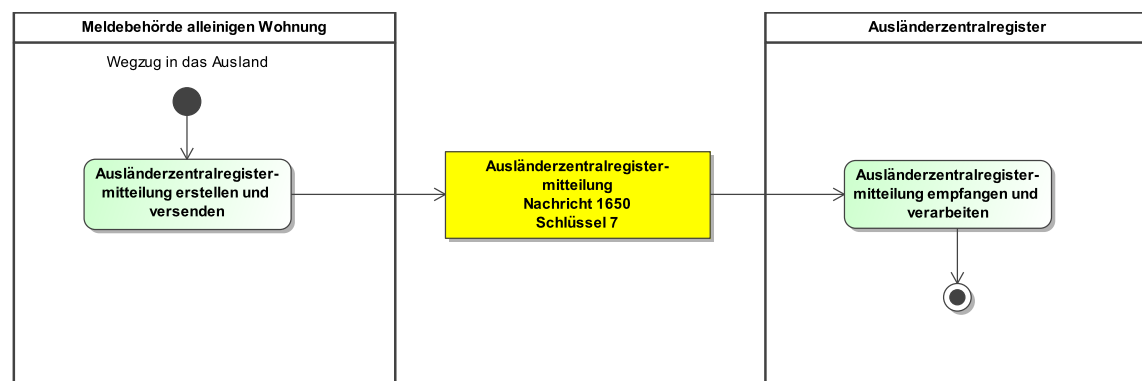 Meldebehörde alleinigen Wohnung
Wegzug in das Ausland
Ausländerzentralregister-
mitteilung erstellen und
versenden
Ausländerzentralregister-
mitteilung
Nachricht 1650
Schlüssel 7
Ausländerzentralregister
Ausländerzentralregister-
mitteilung empfangen und
verarbeiten